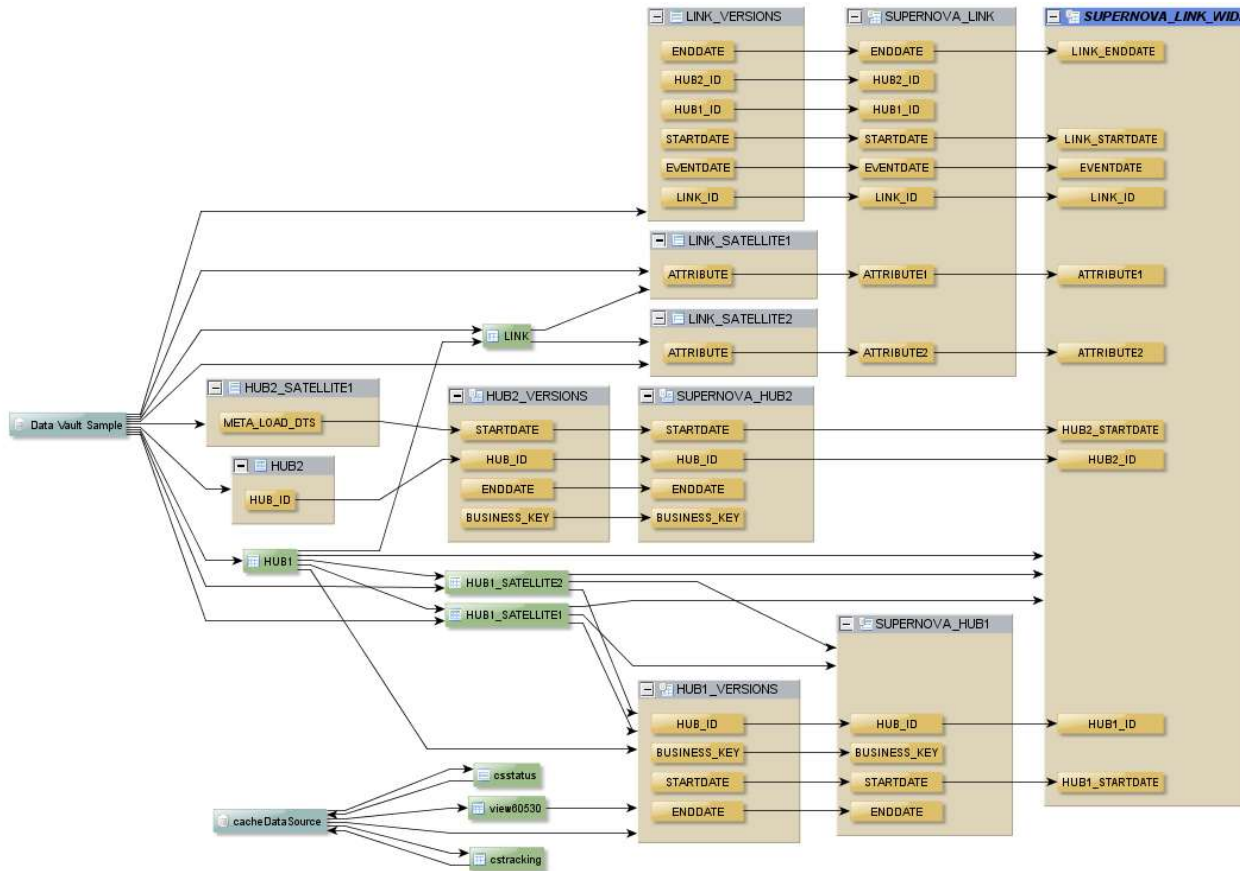 LINK_VERSIONS
ENDDATE
HUB2_ID
HUB1_ID
STARTDATE
EVENTDATE
LINK_ID
SUPERNOVA_LINK
ENDDATE
HUB2_ID
HUB1_ID
STARTDATE
EVENTDATE
LINK_ID
ATTRIBUTE1
ATTRIBUTE2
SUPERNOVA_LINK_WID
LINK_ENDDATE
LINK_STARTDATE
EVENTDATE
LINK_ID
ATTRIBUTE1
ATTRIBUTE2
HUB2_STARTDATE
HUB2_ID
HUB1_ID
HUB1_STARTDATE
LINK_SATELLITE1
ATTRIBUTE
LINK_SATELLITE2
ATTRIBUTE
LINK
Data Vault Sample
HUB2_SATELLITE1
META_LOAD_DTS
HUB2
HUB_ID
HUB2_VERSIONS
STARTDATE
HUB_ID
ENDDATE
BUSINESS_KEY
SUPERNOVA_HUB2
STARTDATE
HUB_ID
ENDDATE
BUSINESS_KEY
HUB1
HUB1_SATELLITE2
HUB1_SATELLITE1
SUPERNOVA_HUB1
HUB_ID
BUSINESS_KEY
STARTDATE
ENDDATE
HUB1_VERSIONS
HUB_ID
BUSINESS_KEY
STARTDATE
ENDDATE
cacheDataSource
csstatus
view60530
cstracking